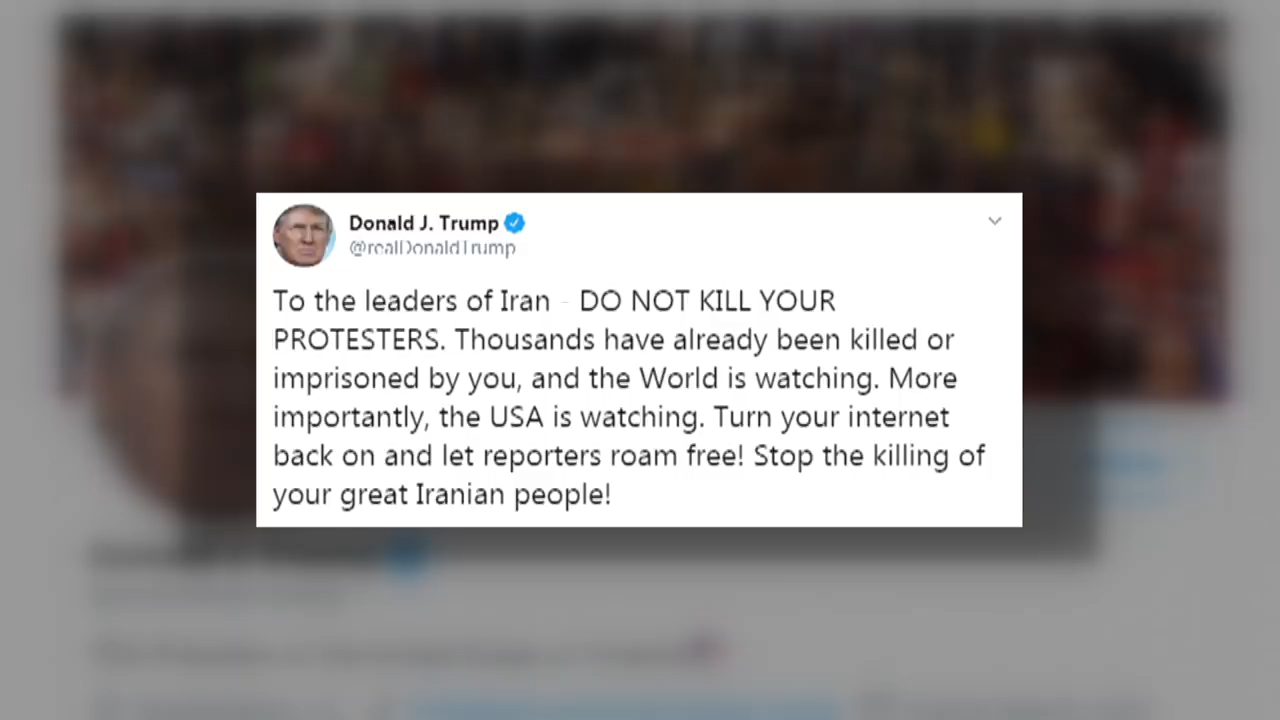 Donald J. Trump
@realDonaldTrump
To the leaders of Iran - DO NOT KILL YOUR
PROTESTERS. Thousands have already been killed or
imprisoned by you, and the World is watching. More
importantly, the USA is watching. Turn your internet
back on and let reporters roam free! Stop the killing of
your great Iranian people!